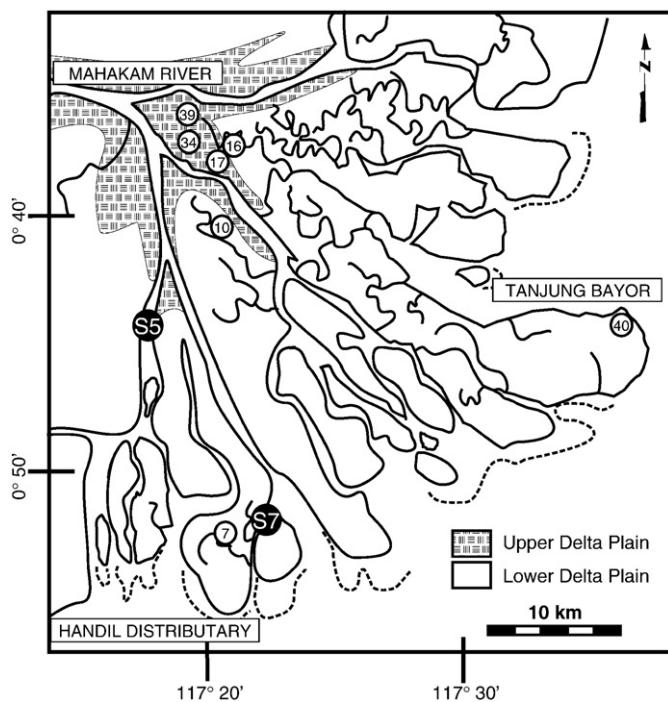 MAHAKAM RIVER
N
39
34
16
17
0° 40'
10
TANJUNG BAYOR
S5
40
0° 50'
S7
7
Upper Delta Plain
Lower Delta Plain
10 km
HANDIL DISTRIBUTARY
117° 20'
117° 30'